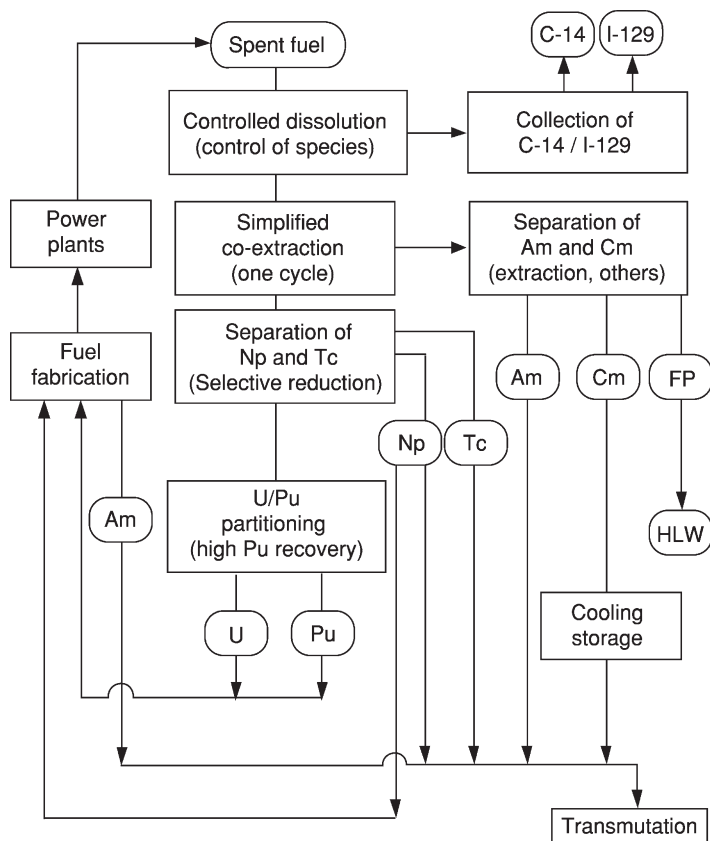 Spent fuel
C-14
I-129
Controlled dissolution
(control of species)
Collection of
C-14 / I-129
Power
plants
Simplified
co-extraction
(one cycle)
Separation of
Am and Cm
(extraction, others)
Fuel
fabrication
Separation of
Np and Tc
(Selective reduction)
Am
Cm
FP
Np
Tc
Am
U/Pu
partitioning
(high Pu recovery)
HLW
U
Pu
Cooling
storage
Transmutation